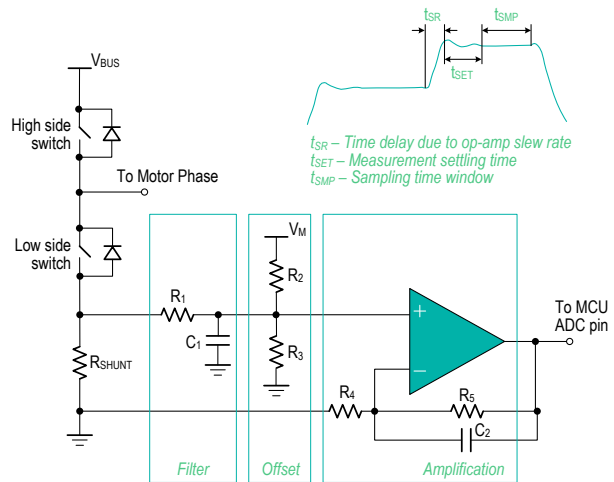 tSR
tSMP
tSET
VBUS
High side
switch
tSR – Time delay due to op-amp slew rate
tSET – Measurement settling time
tSMP – Sampling time window
To Motor Phase
Low side
switch
VM
R2
R1
C1
R3
+
–
To MCU
ADC pin
RSHUNT
R4
R5
C2
Filter
Offset
Amplification